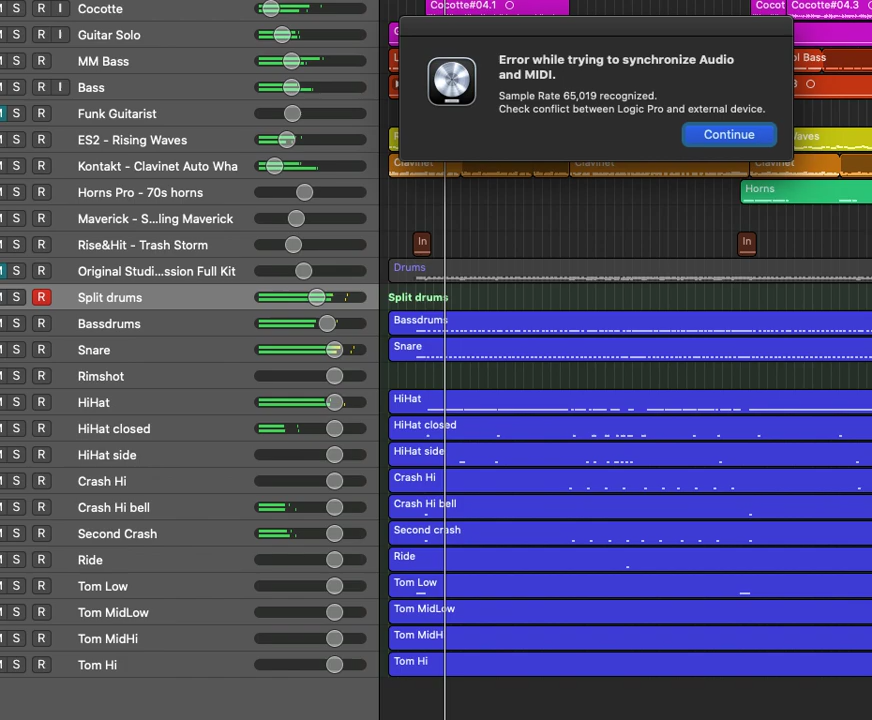 Cocotte
Cocotte#04.1
Cocot
Cocotte#04.3
S R I Guitar Solo
S R MM Bass
Error while trying to synchronize Audio
and MIDI.
Sample Rate 65,019 recognized.
Check conflict between Logic Pro and external device.
Continue
Bass
S R I Bass
S R Funk Guitarist
S R ES2 - Rising Waves
Waves
S R Kontakt - Clavinet Auto Wha
Clavinet
Clavinet
Clavinet
S R Horns Pro - 70s horns
Horns
S R Maverick - S...ling Maverick
S R Rise&Hit - Trash Storm
In
In
S R Original Studi...ssion Full Kit
Drums
S R Split drums
Split drums
S R Bassdrums
Bassdrums
S R Snare
Snare
S R Rimshot
S R HiHat
HiHat
S R HiHat closed
HiHat closed
S R HiHat side
HiHat side
S R Crash Hi
Crash Hi
S R Crash Hi bell
Crash Hi bell
S R Second Crash
Second crash
S R Ride
Ride
S R Tom Low
Tom Low
S R Tom MidLow
Tom MidLow
S R Tom MidHi
Tom MidH
S R Tom Hi
Tom Hi